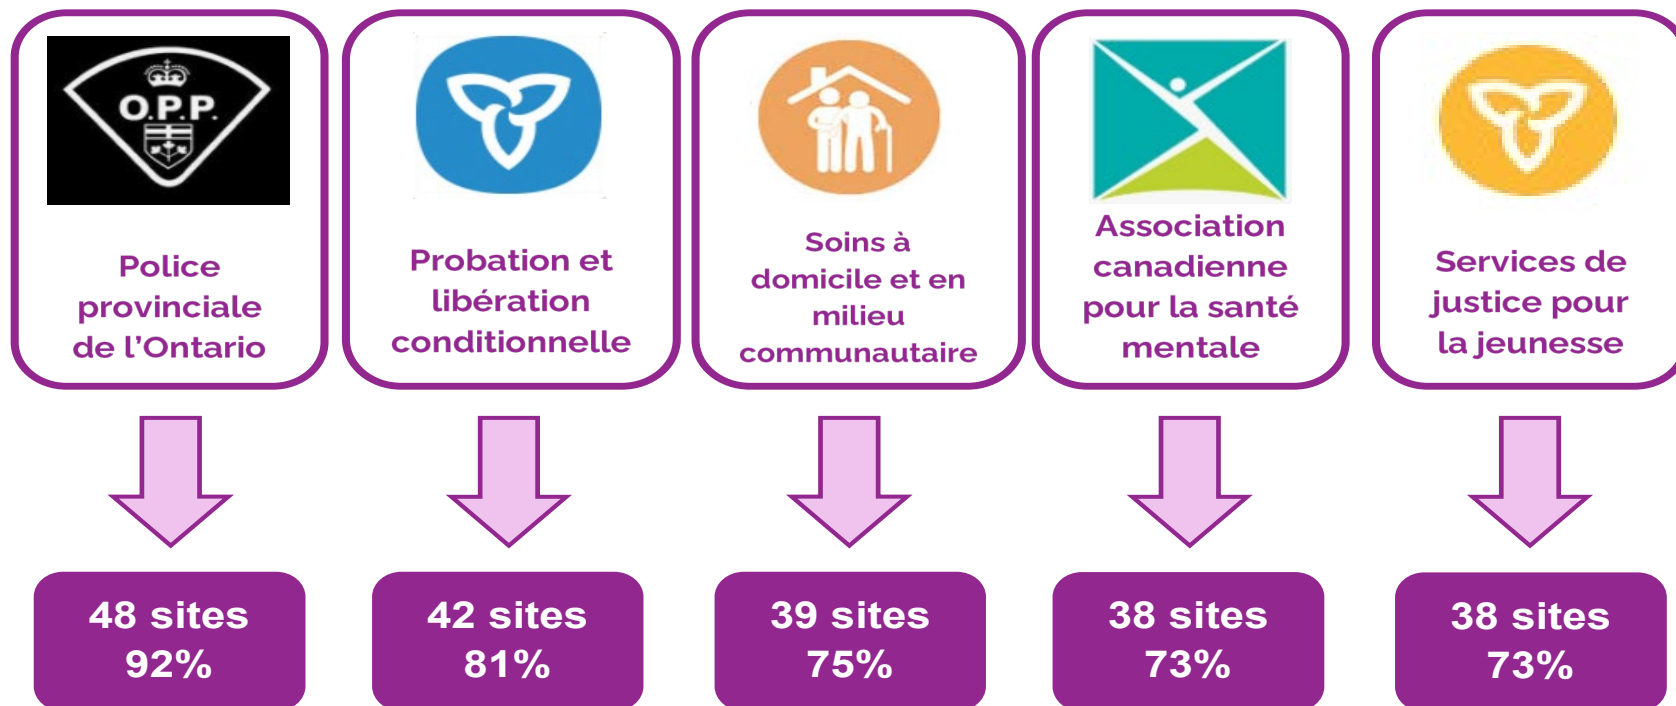 O.P.P.
Police
provinciale
de l'Ontario
Probation et
libération
conditionnelle
Soins à
domicile et en
milieu
communautaire
Association
canadienne
pour la santé
mentale
Services de
justice pour
la jeunesse
48 sites
92%
42 sites
81%
39 sites
75%
38 sites
73%
38 sites
73%